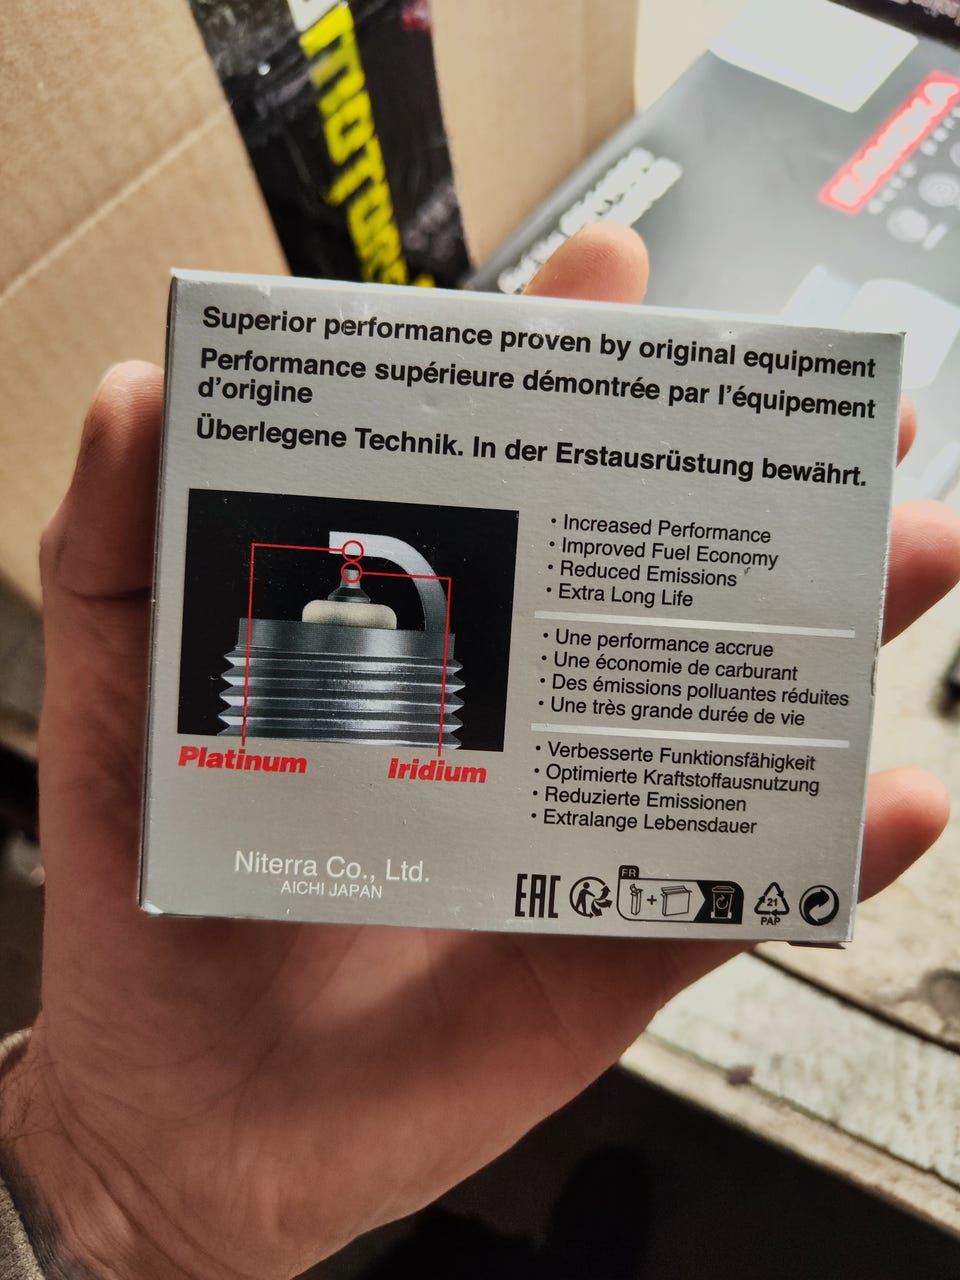 MOTORS
KAMOKA
Superior performance proven by original equipment
Performance supérieure démontrée par l'équipement
d'origine
Überlegene Technik. In der Erstausrüstung bewährt.
• Increased Performance
• Improved Fuel Economy
• Reduced Emissions
• Extra Long Life
• Une performance accrue
• Une économie de carburant
• Des émissions polluantes réduites
• Une très grande durée de vie
• Verbesserte Funktionsfähigkeit
• Optimierte Kraftstoffausnutzung
• Reduzierte Emissionen
• Extralange Lebensdauer
Platinum
Iridium
Niterra Co., Ltd.
AICHI JAPAN
EAC
FR
+
21
PAP